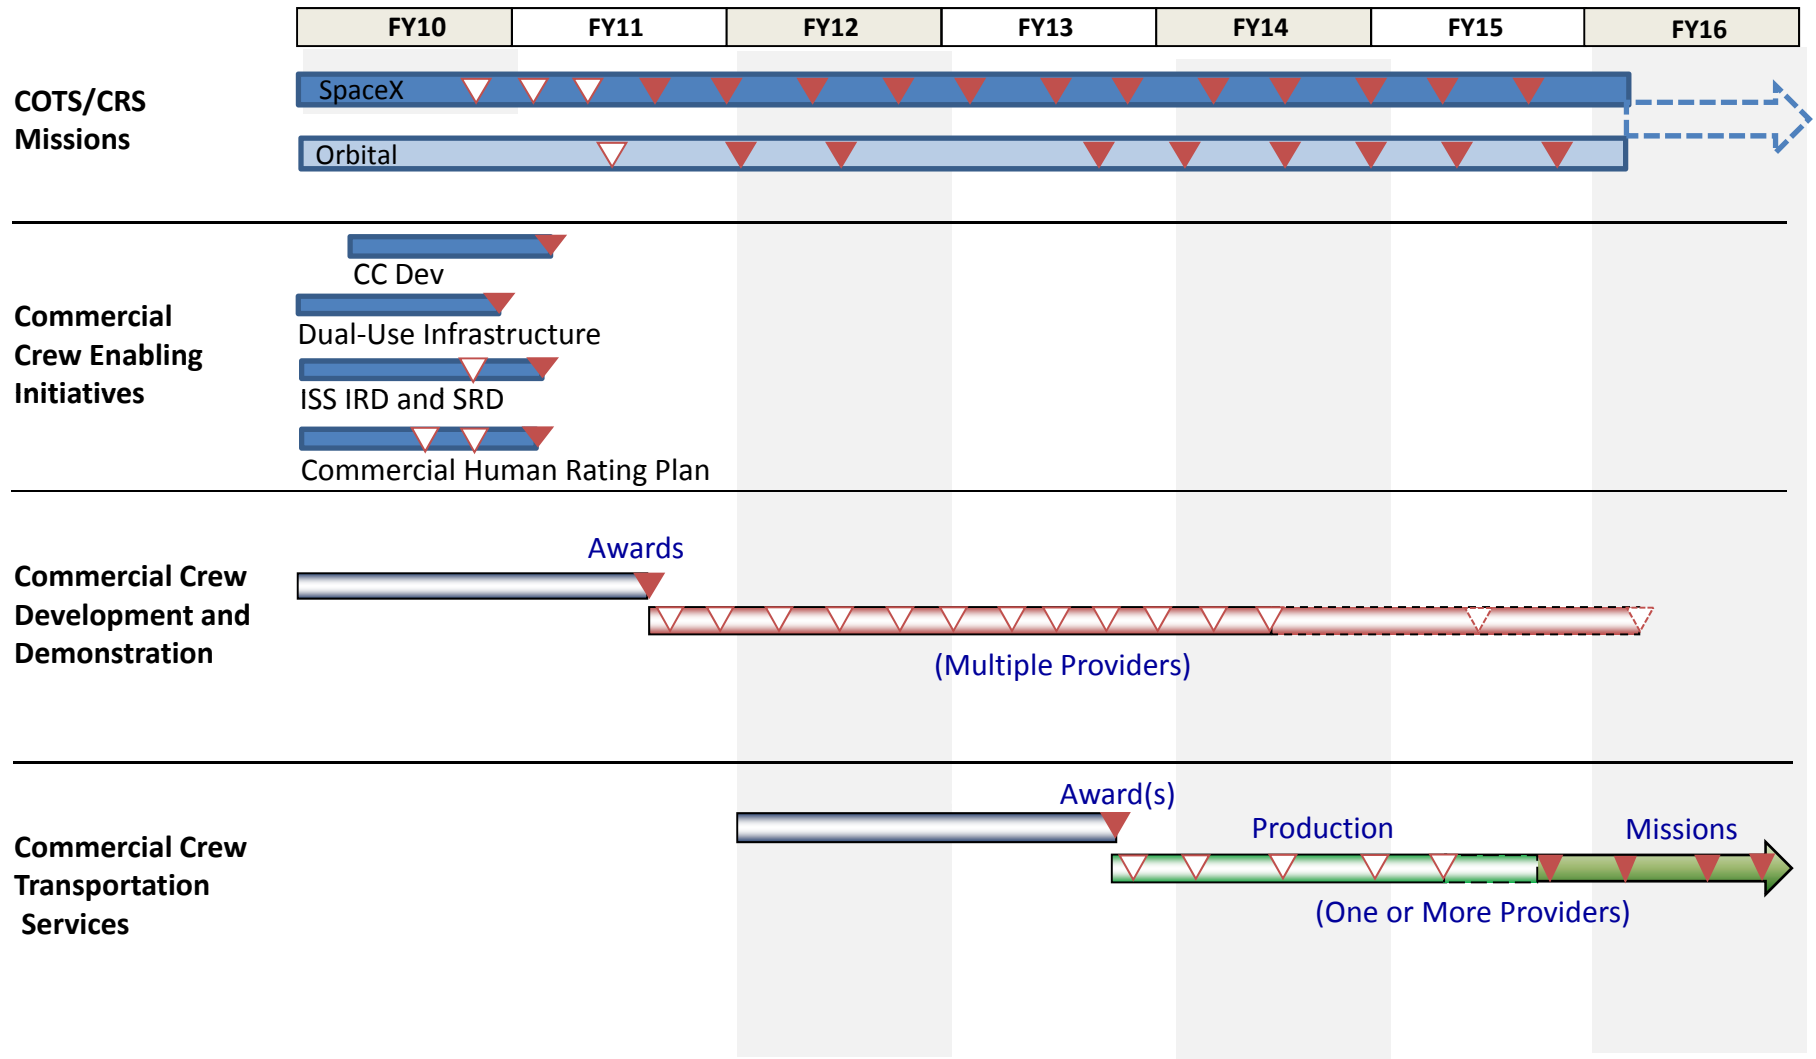 FY10 FY11 FY12 FY13 FY14 FY15 FY16
COTS/CRS
Missions
SpaceX
Orbital
Commercial
Crew Enabling
Initiatives
CC Dev
Dual-Use Infrastructure
ISS IRD and SRD
Commercial Human Rating Plan
Commercial Crew
Development and
Demonstration
Awards
(Multiple Providers)
Commercial Crew
Transportation
Services
Award(s)
Production
Missions
(One or More Providers)